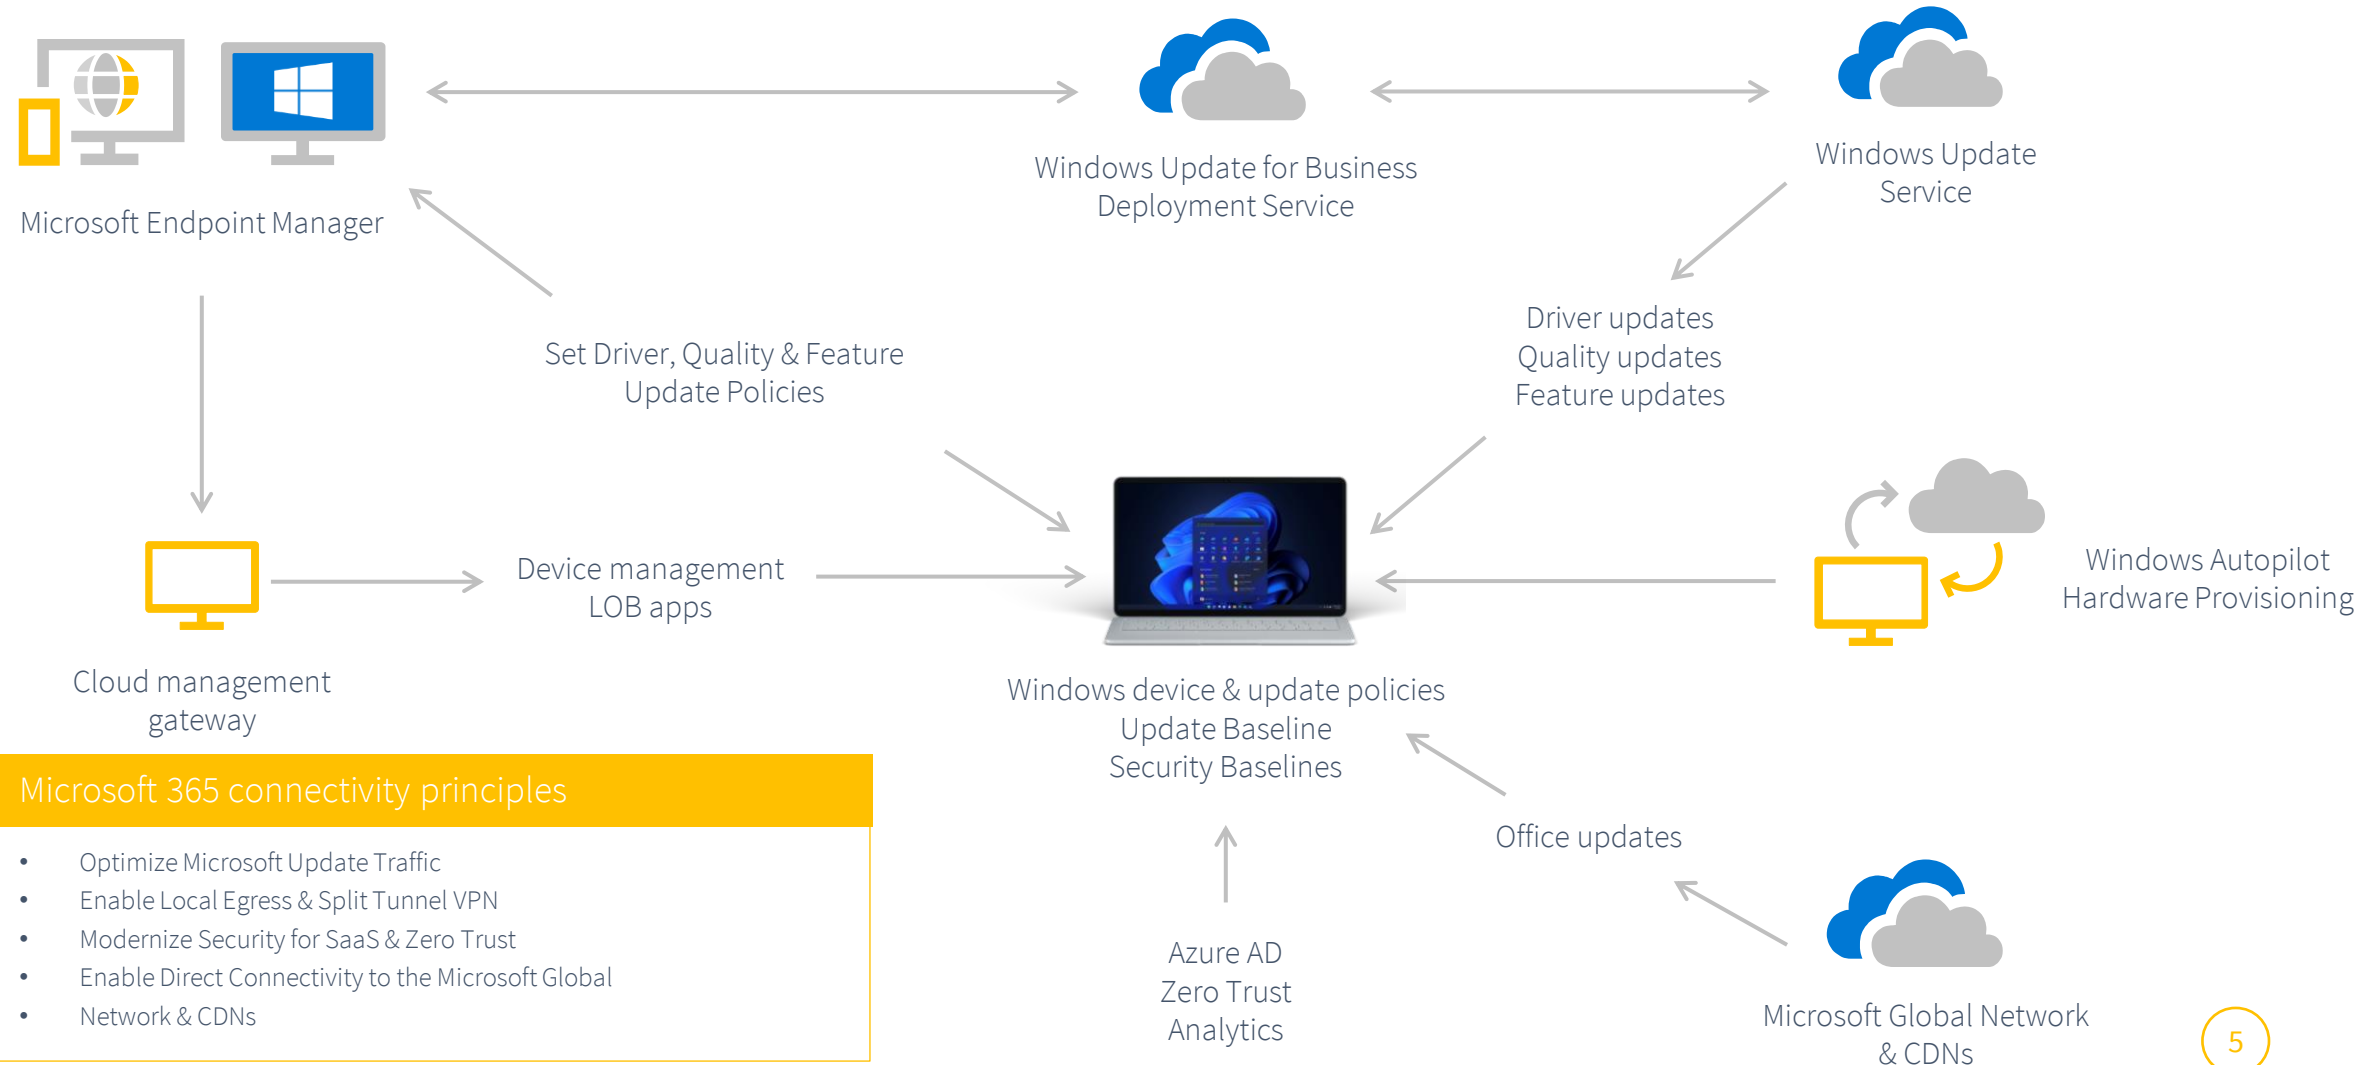 Microsoft Endpoint Manager
Windows Update for Business
Deployment Service
Windows Update
Service
Set Driver, Quality & Feature
Update Policies
Driver updates
Quality updates
Feature updates
Device management
LOB apps
Windows Autopilot
Hardware Provisioning
Cloud management
gateway
Windows device & update policies
Update Baseline
Security Baselines
Microsoft 365 connectivity principles
• Optimize Microsoft Update Traffic
• Enable Local Egress & Split Tunnel VPN
• Modernize Security for SaaS & Zero Trust
• Enable Direct Connectivity to the Microsoft Global
• Network & CDNs
Office updates
Azure AD
Zero Trust
Analytics
Microsoft Global Network
& CDNs
5